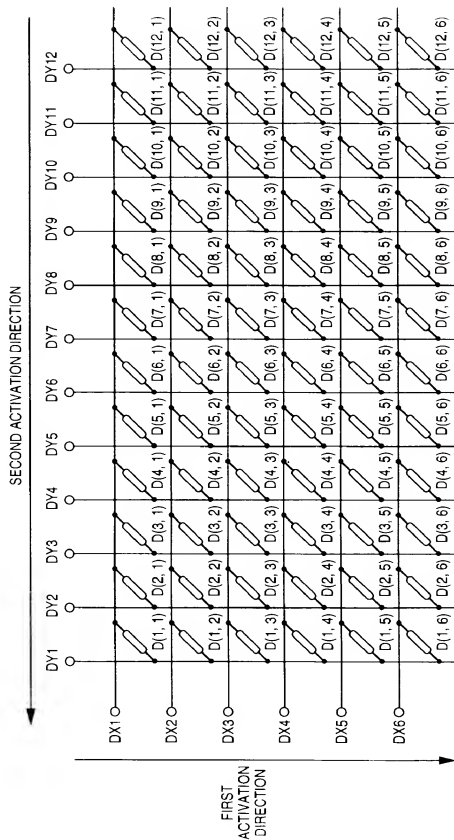 SECOND ACTIVATION DIRECTION
DY1 DY2 DY3 DY4 DY5 DY6 DY7 DY8 DY9 DY10 DY11 DY12
DX1
D(1, 1) D(2, 1) D(3, 1) D(4, 1) D(5, 1) D(6, 1) D(7, 1) D(8, 1) D(9, 1) D(10, 1) D(11, 1) D(12, 1)
DX2
D(1, 2) D(2, 2) D(3, 2) D(4, 2) D(5, 2) D(6, 2) D(7, 2) D(8, 2) D(9, 2) D(10, 2) D(11, 2) D(12, 2)
DX3
D(1, 3) D(2, 3) D(3, 3) D(4, 3) D(5, 3) D(6, 3) D(7, 3) D(8, 3) D(9, 3) D(10, 3) D(11, 3) D(12, 3)
DX4
D(1, 4) D(2, 4) D(3, 4) D(4, 4) D(5, 4) D(6, 4) D(7, 4) D(8, 4) D(9, 4) D(10, 4) D(11, 4) D(12, 4)
DX5
D(1, 5) D(2, 5) D(3, 5) D(4, 5) D(5, 5) D(6, 5) D(7, 5) D(8, 5) D(9, 5) D(10, 5) D(11, 5) D(12, 5)
DX6
D(1, 6) D(2, 6) D(3, 6) D(4, 6) D(5, 6) D(6, 6) D(7, 6) D(8, 6) D(9, 6) D(10, 6) D(11, 6) D(12, 6)
FIRST
ACTIVATION
DIRECTION